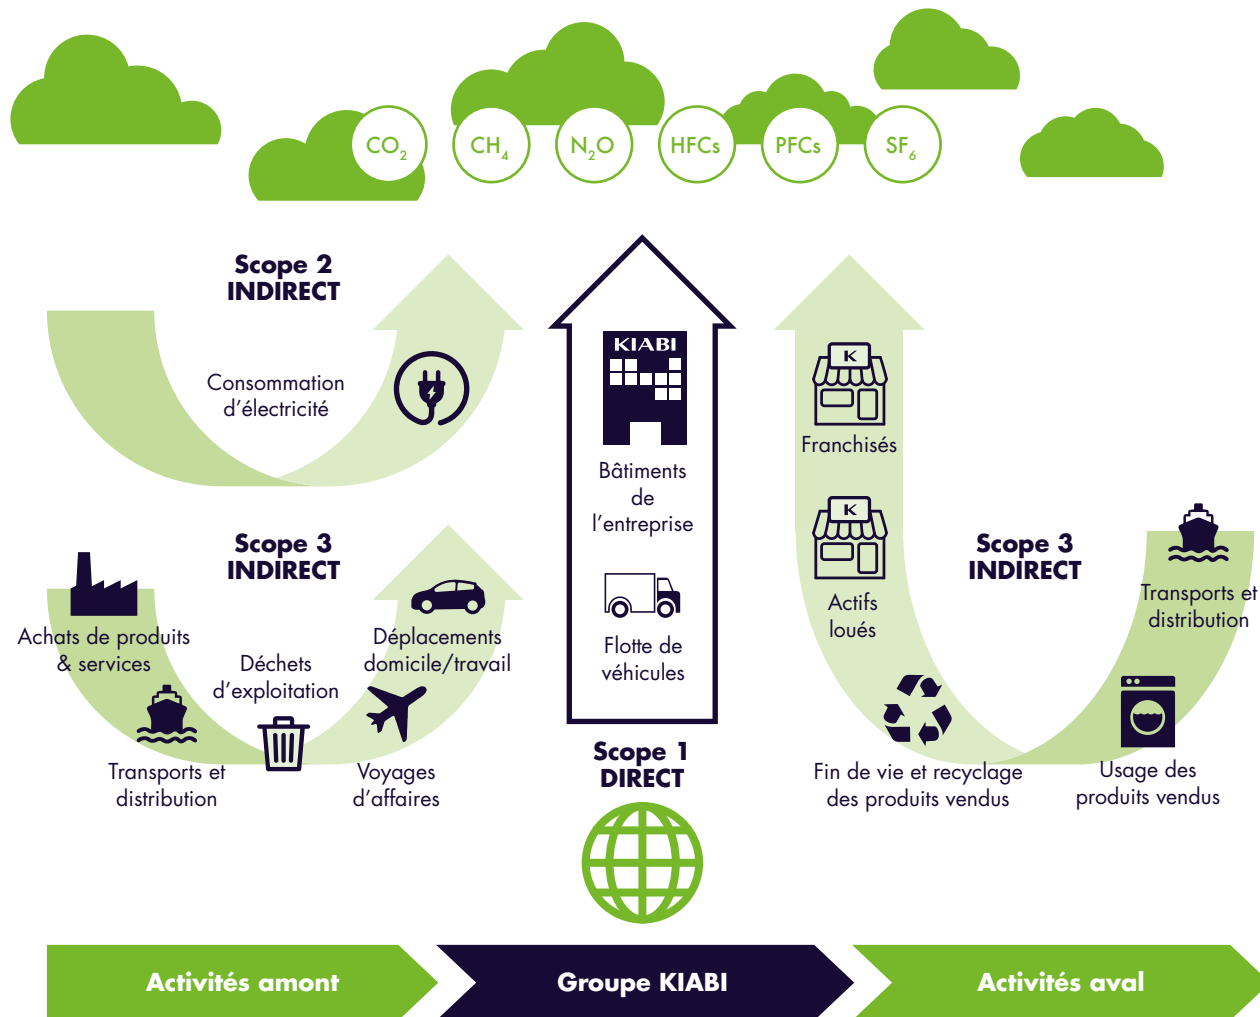 CO₂
CH₄
N₂O
HFCs
PFCs
SF₆
Scope 2
INDIRECT
Consommation
d'électricité
Scope 3
INDIRECT
Achats de produits
& services
Transports et
distribution
Déchets
d'exploitation
Voyages
d'affaires
Déplacements
domicile/travail
KIABI
Bâtiments
de
l'entreprise
Flotte de
véhicules
Scope 1
DIRECT
K
Franchisés
K
Actifs
loués
Scope 3
INDIRECT
Transports et
distribution
Fin de vie et recyclage
des produits vendus
Usage des
produits vendus
Activités amont
Groupe KIABI
Activités aval